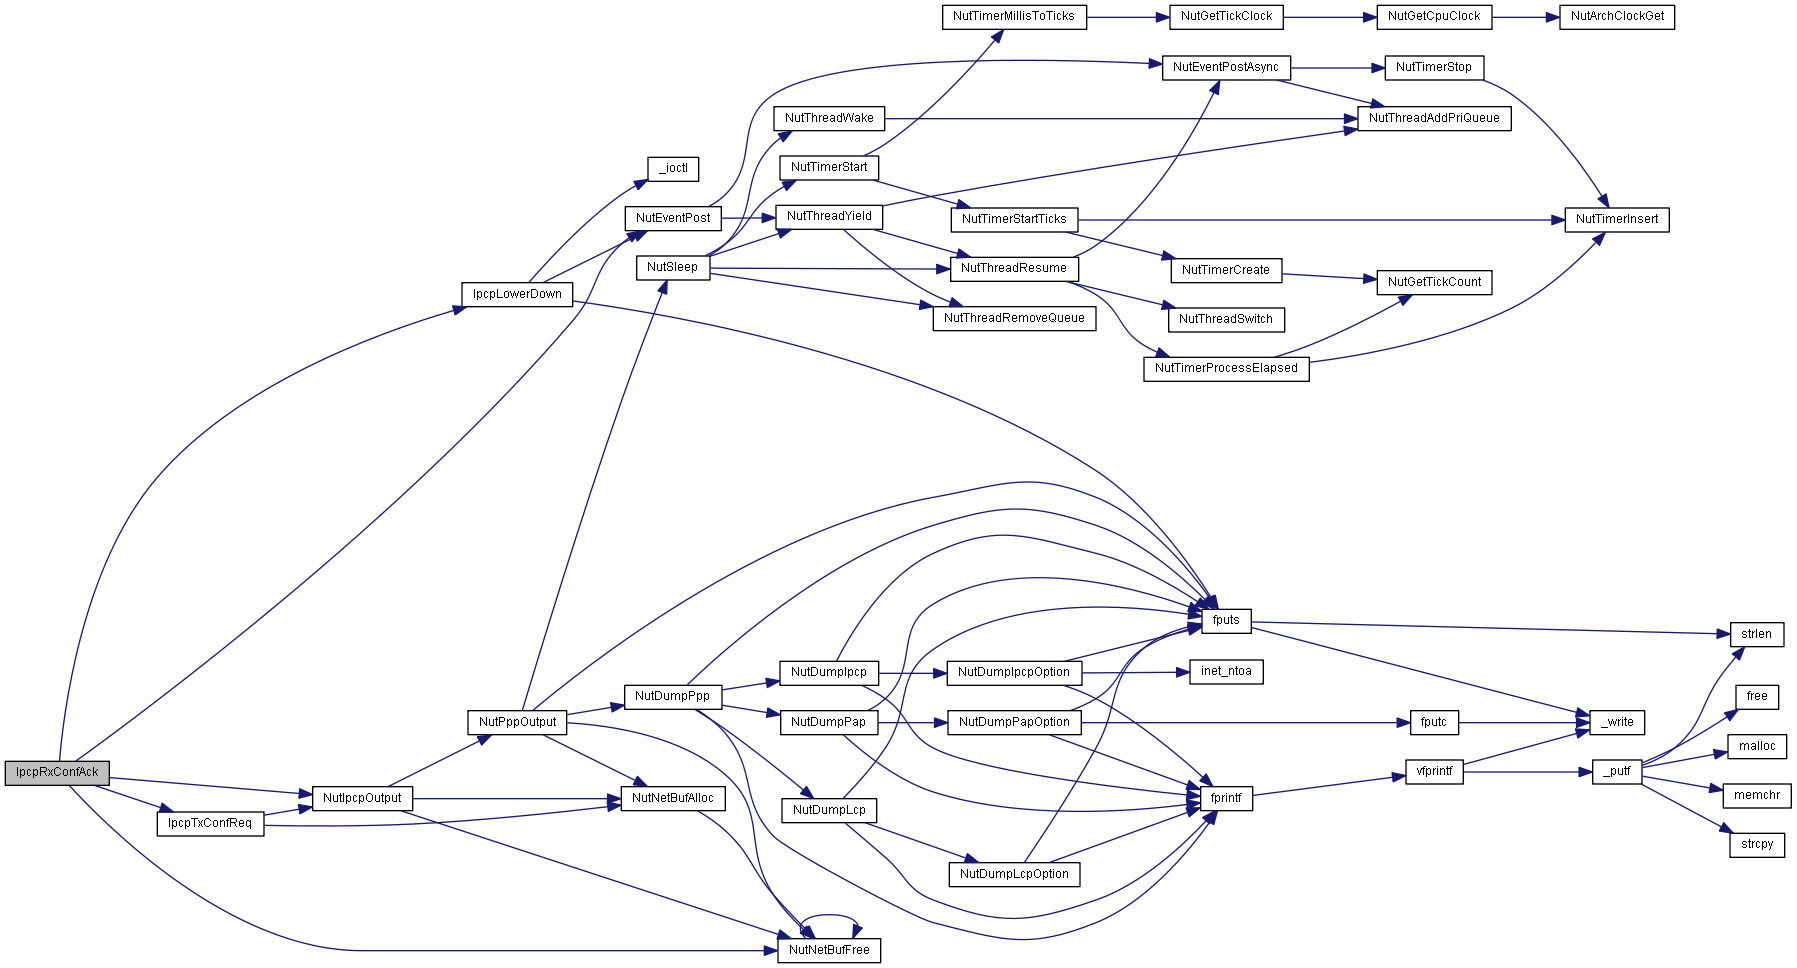 NutTimerMillisToTicks
NutGetTickClock
NutGetCpuClock
NutArchClockGet
NutEventPostAsync
NutTimerStop
NutThreadWake
NutThreadAddPriQueue
_ioctl
NutTimerStart
NutEventPost
NutThreadYield
NutTimerStartTicks
NutTimerInsert
NutSleep
NutThreadResume
NutTimerCreate
NutGetTickCount
IpcpLowerDown
NutThreadRemoveQueue
NutThreadSwitch
NutTimerProcessElapsed
fputs
strlen
NutDumpIpcp
NutDumpIpcpOption
inet_ntoa
NutDumpPpp
free
NutPppOutput
NutDumpPap
NutDumpPapOption
fputc
_write
malloc
IpcpRxConfAck
vfprintf
_putf
NutIpcpOutput
NutNetBufAlloc
fprintf
memchr
NutDumpLcp
IpcpTxConfReq
strcpy
NutDumpLcpOption
NutNetBufFree